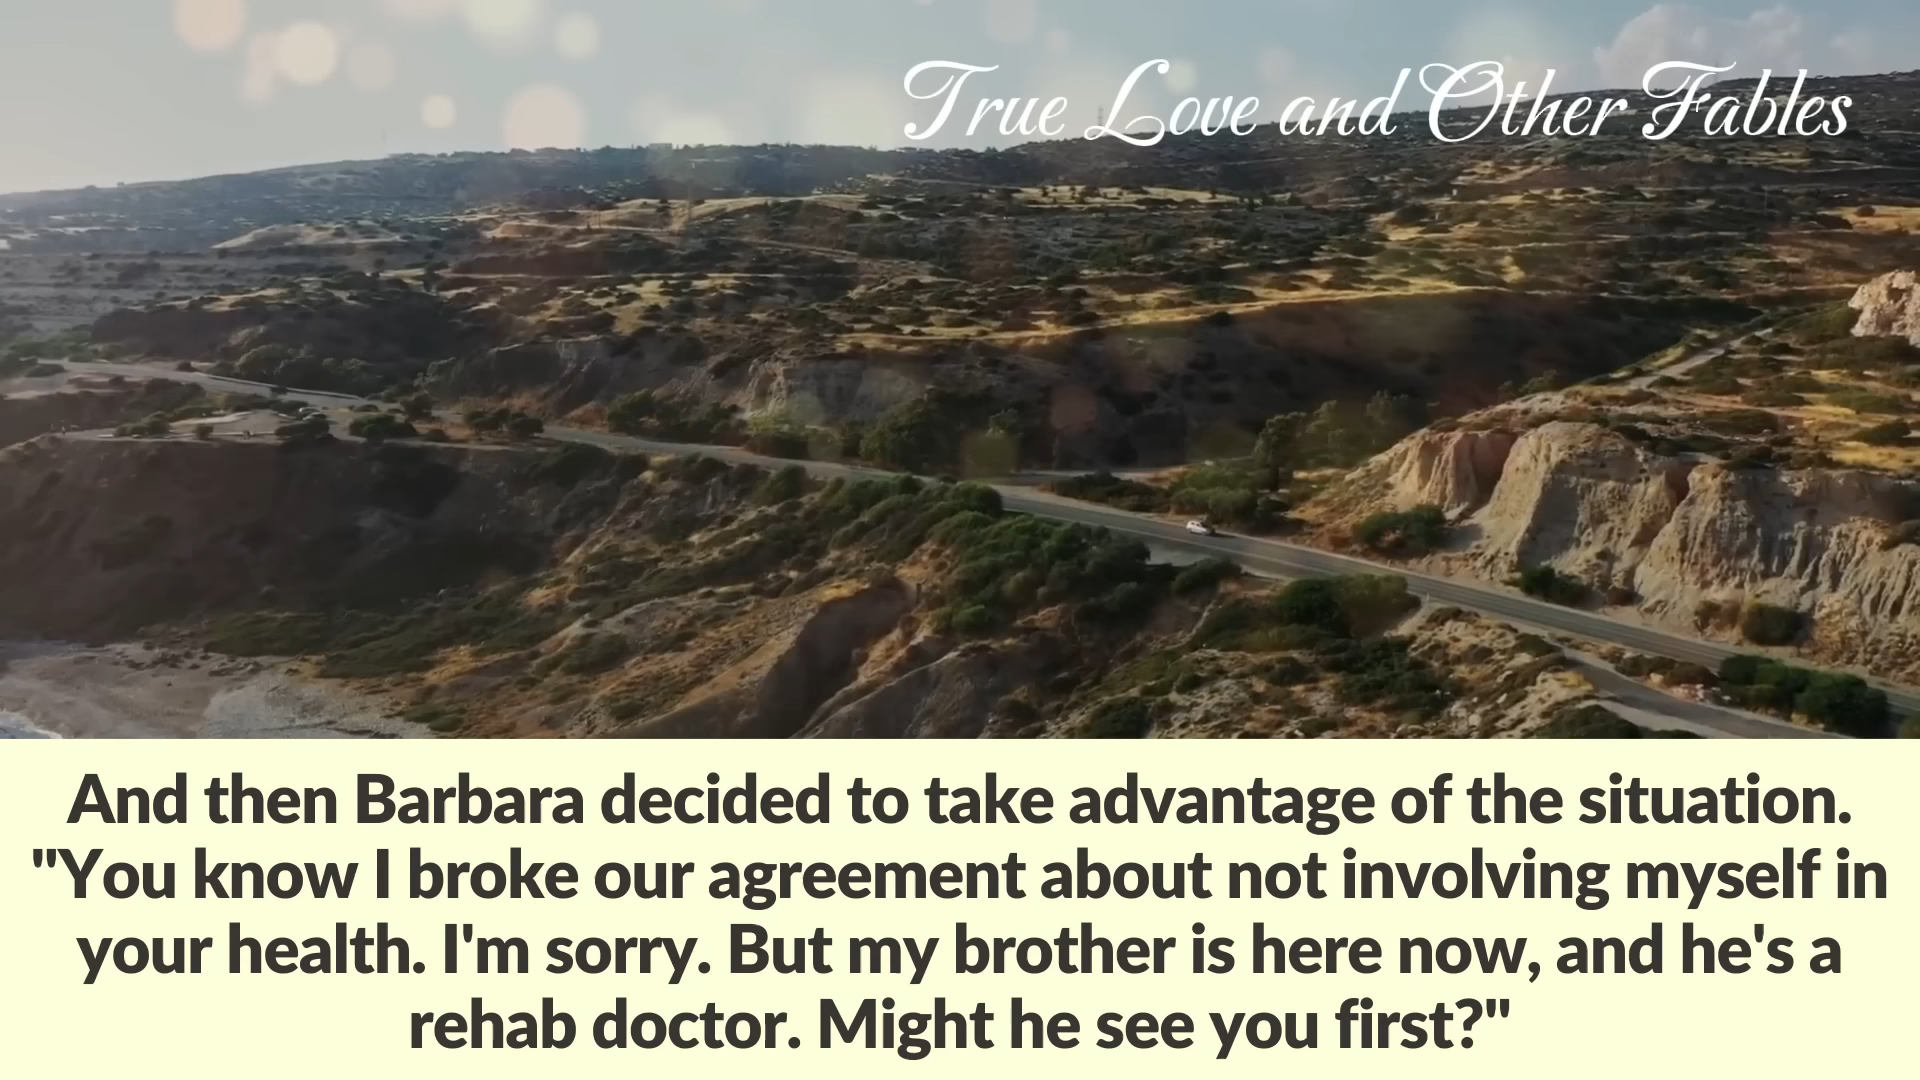 True Love and Other Fables
And then Barbara decided to take advantage of the situation.
"You know I broke our agreement about not involving myself in
your health. I'm sorry. But my brother is here now, and he's a
rehab doctor. Might he see you first?"